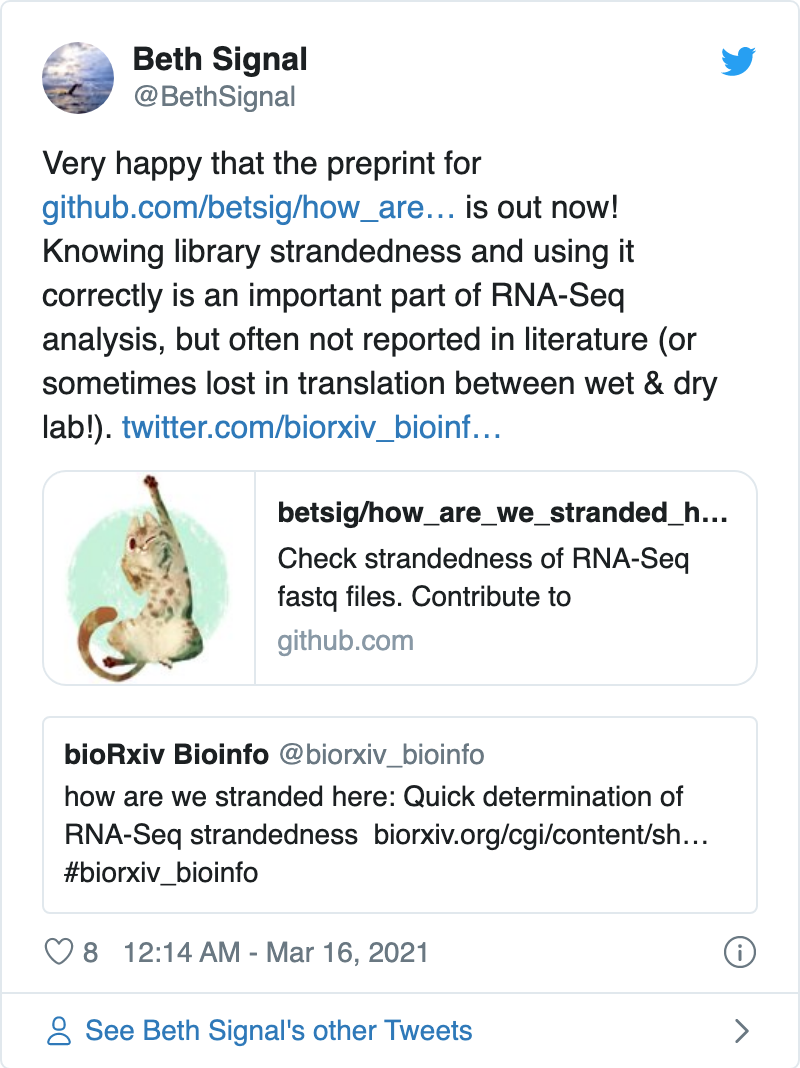 Beth Signal
@BethSignal
Very happy that the preprint for
github.com/betsig/how_are… is out now!
Knowing library strandedness and using it
correctly is an important part of RNA-Seq
analysis, but often not reported in literature (or
sometimes lost in translation between wet & dry
lab!). twitter.com/biorxiv_bioinf…
betsig/how_are_we_stranded_h…
Check strandedness of RNA-Seq
fastq files. Contribute to
github.com
bioRxiv Bioinfo @biorxiv_bioinfo
how are we stranded here: Quick determination of
RNA-Seq strandedness  biorxiv.org/cgi/content/sh…
#biorxiv_bioinfo
8 12:14 AM - Mar 16, 2021
See Beth Signal's other Tweets